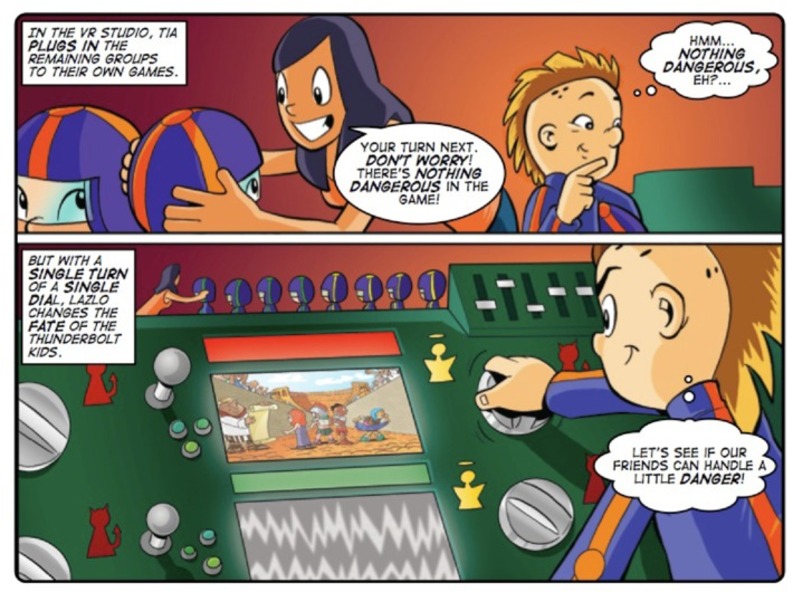 IN THE VR STUDIO, TIA
PLUGS IN THE
REMAINING GROUPS
TO THEIR OWN GAMES.
HMM...
NOTHING
DANGEROUS,
EH?...
YOUR TURN NEXT.
DON'T WORRY!
THERE'S NOTHING
DANGEROUS IN THE
GAME!
BUT WITH A
SINGLE TURN
OF A SINGLE
DIAL, LAZLO
CHANGES THE
FATE OF THE
THUNDERBOLT
KIDS.
LET'S SEE IF OUR
FRIENDS CAN HANDLE A
LITTLE DANGER!